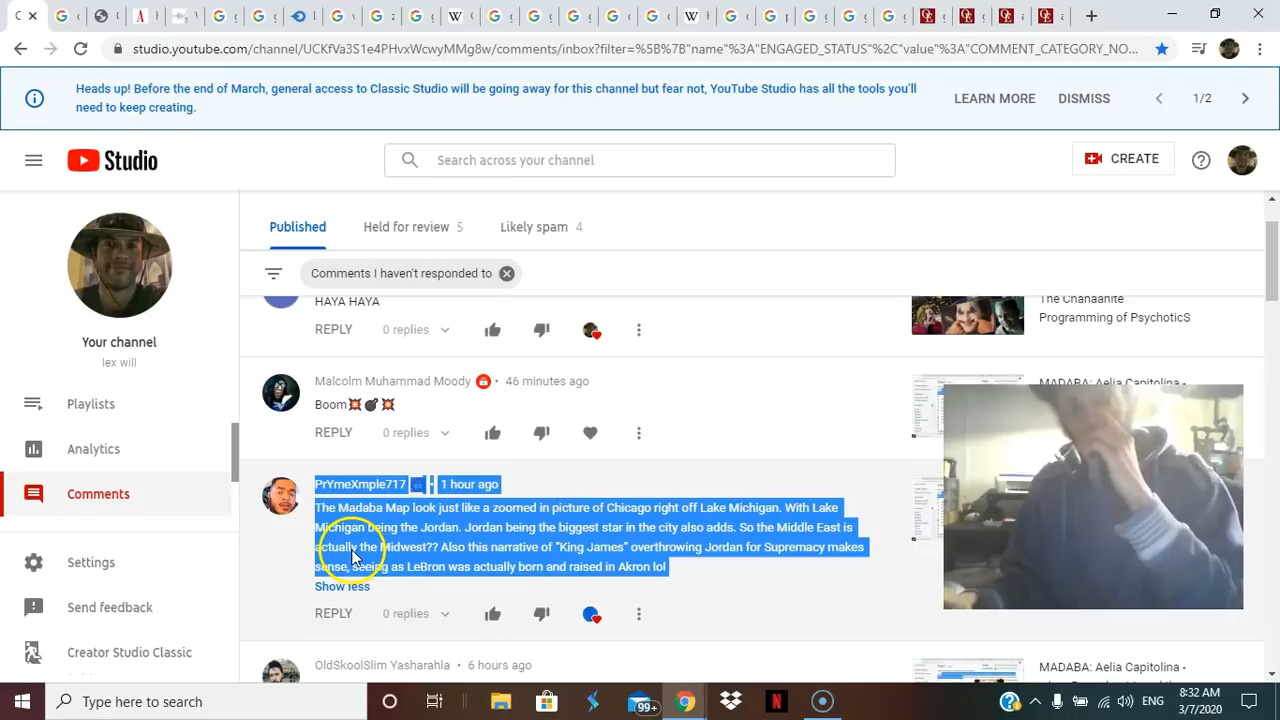 studio.youtube.com/channel/UCKfVa3S1e4PHvxWcwyMMg8w/comments/inbox?filter=%5B%7B"name"%3A"ENGAGED_STATUS"%2C"value"%3A"COMMENT_CATEGORY_NO...
Heads up! Before the end of March, general access to Classic Studio will be going away for this channel but fear not, YouTube Studio has all the tools you'll
need to keep creating.
LEARN MORE
DISMISS
1/2
Studio
Search across your channel
CREATE
Published
Held for review 5
Likely spam 4
Comments I haven't responded to
Your channel
lex will
Playlists
Analytics
Comments
Settings
Send feedback
Creator Studio Classic
HAYA HAYA
REPLY 0 replies
The Chanaanite
Programming of PsychoticS
Malcolm Muhammad Moody • 46 minutes ago
Boom💥💣💥
REPLY 0 replies
MADABA: Aelia Capitolina -
PrYmeXmple717 • 1 hour ago
The Madaba Map look just like a zoomed in picture of Chicago right off Lake Michigan. With Lake
Michigan being the Jordan. Jordan being the biggest star in the city also adds. So the Middle East is
actually the Midwest?? Also this narrative of “King James” overthrowing Jordan for Supremacy makes
sense, seeing as LeBron was actually born and raised in Akron lol
Show less
REPLY 0 replies
OldSkoolSlim Yasharahla • 6 hours ago
MADABA: Aelia Capitolina -
Type here to search
99+
ENG
8:32 AM
3/7/2020